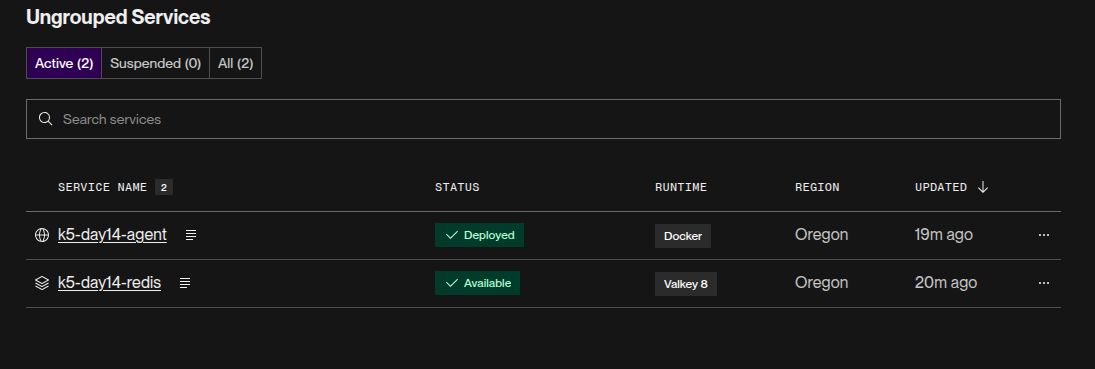 Ungrouped Services
Active (2) Suspended (0) All (2)
Search services
SERVICE NAME 2 STATUS RUNTIME REGION UPDATED
k5-day14-agent Deployed Docker Oregon 19m ago
k5-day14-redis Available Valkey 8 Oregon 20m ago